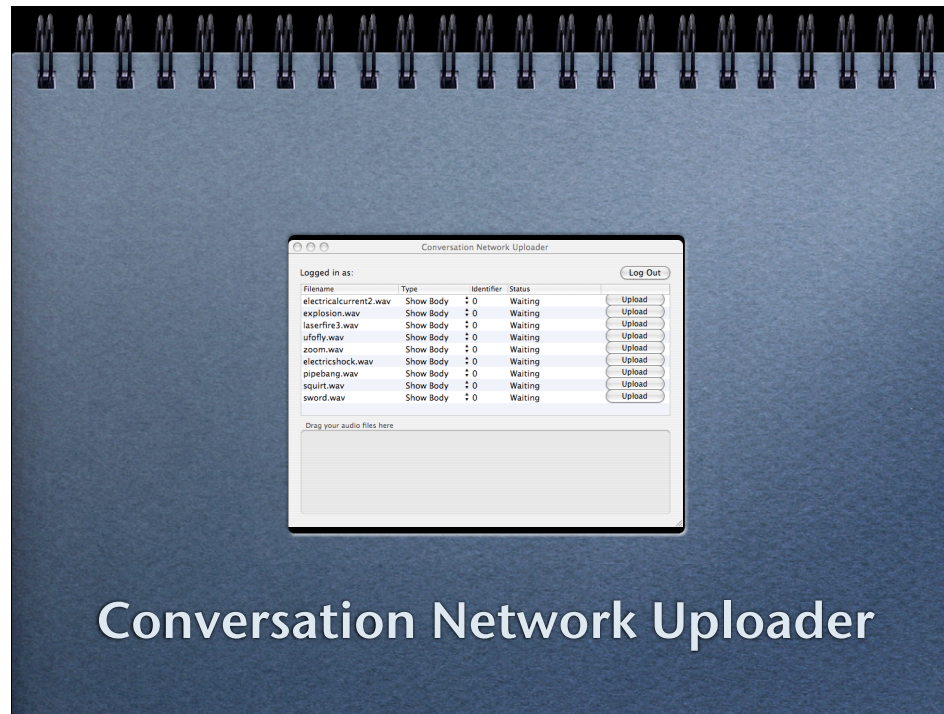 Conversation Network Uploader
Logged in as: Log Out
Filename Type Identifier Status
electricalcurrent2.wav Show Body 0 Waiting Upload
explosion.wav Show Body 0 Waiting Upload
laserfire3.wav Show Body 0 Waiting Upload
ufofly.wav Show Body 0 Waiting Upload
zoom.wav Show Body 0 Waiting Upload
electricshock.wav Show Body 0 Waiting Upload
pipebang.wav Show Body 0 Waiting Upload
squirt.wav Show Body 0 Waiting Upload
sword.wav Show Body 0 Waiting Upload
Drag your audio files here
Conversation Network Uploader